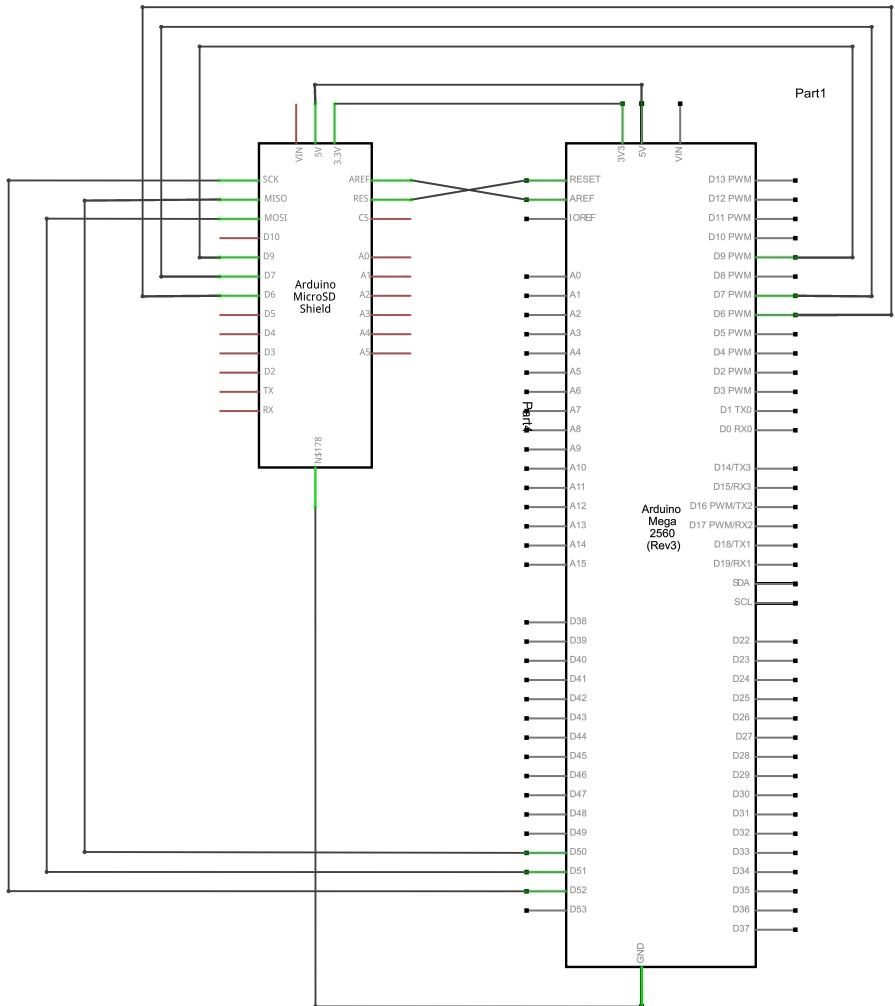 Part1
VIN
5V
3.3V
SCK
MISO
MOSI
D10
D9
D7
D6
D5
D4
D3
D2
TX
RX
AREF
RES
CS
A0
A1
A2
A3
A4
A5
Arduino
MicroSD
Shield
N$178
3V3
5V
VIN
RESET
AREF
IOREF
A0
A1
A2
A3
A4
A5
A6
A7
A8
A9
A10
A11
A12
A13
A14
A15
D38
D39
D40
D41
D42
D43
D44
D45
D46
D47
D48
D49
D50
D51
D52
D53
Arduino
Mega
2560
(Rev3)
D13 PWM
D12 PWM
D11 PWM
D10 PWM
D9 PWM
D8 PWM
D7 PWM
D6 PWM
D5 PWM
D4 PWM
D2 PWM
D3 PWM
D1 TX0
D0 RX0
D14/TX3
D15/RX3
D16 PWM/TX2
D17 PWM/RX2
D18/TX1
D19/RX1
SDA
SCL
D22
D23
D24
D25
D26
D27
D28
D29
D30
D31
D32
D33
D34
D35
D36
D37
GND